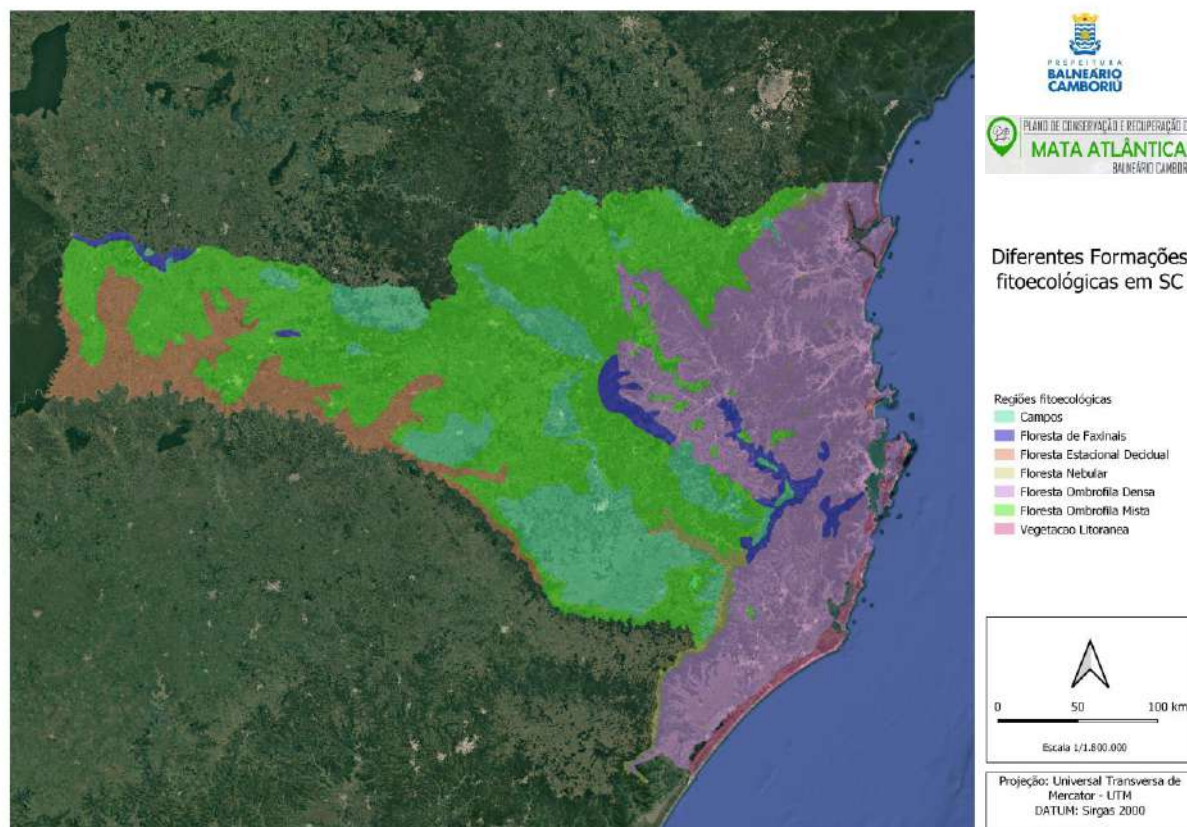 PREFEITURA
BALNEÁRIO
CAMBORIÚ
PLANO DE CONSERVAÇÃO E RECUPERAÇÃO D
MATA ATLÂNTICA
BALNEÁRIO CAMBOR
Diferentes Formações
fitoecológicas em SC
Regiões fitoecológicas
Campos
Floresta de Faxinais
Floresta Estacional Decidual
Floresta Nebular
Floresta Ombrofila Densa
Floresta Ombrofila Mista
Vegetacao Litoranea
0 50 100 km
Escala 1/1.800.000
Projeção: Universal Transversa de
Mercator - UTM
DATUM: Sirgas 2000